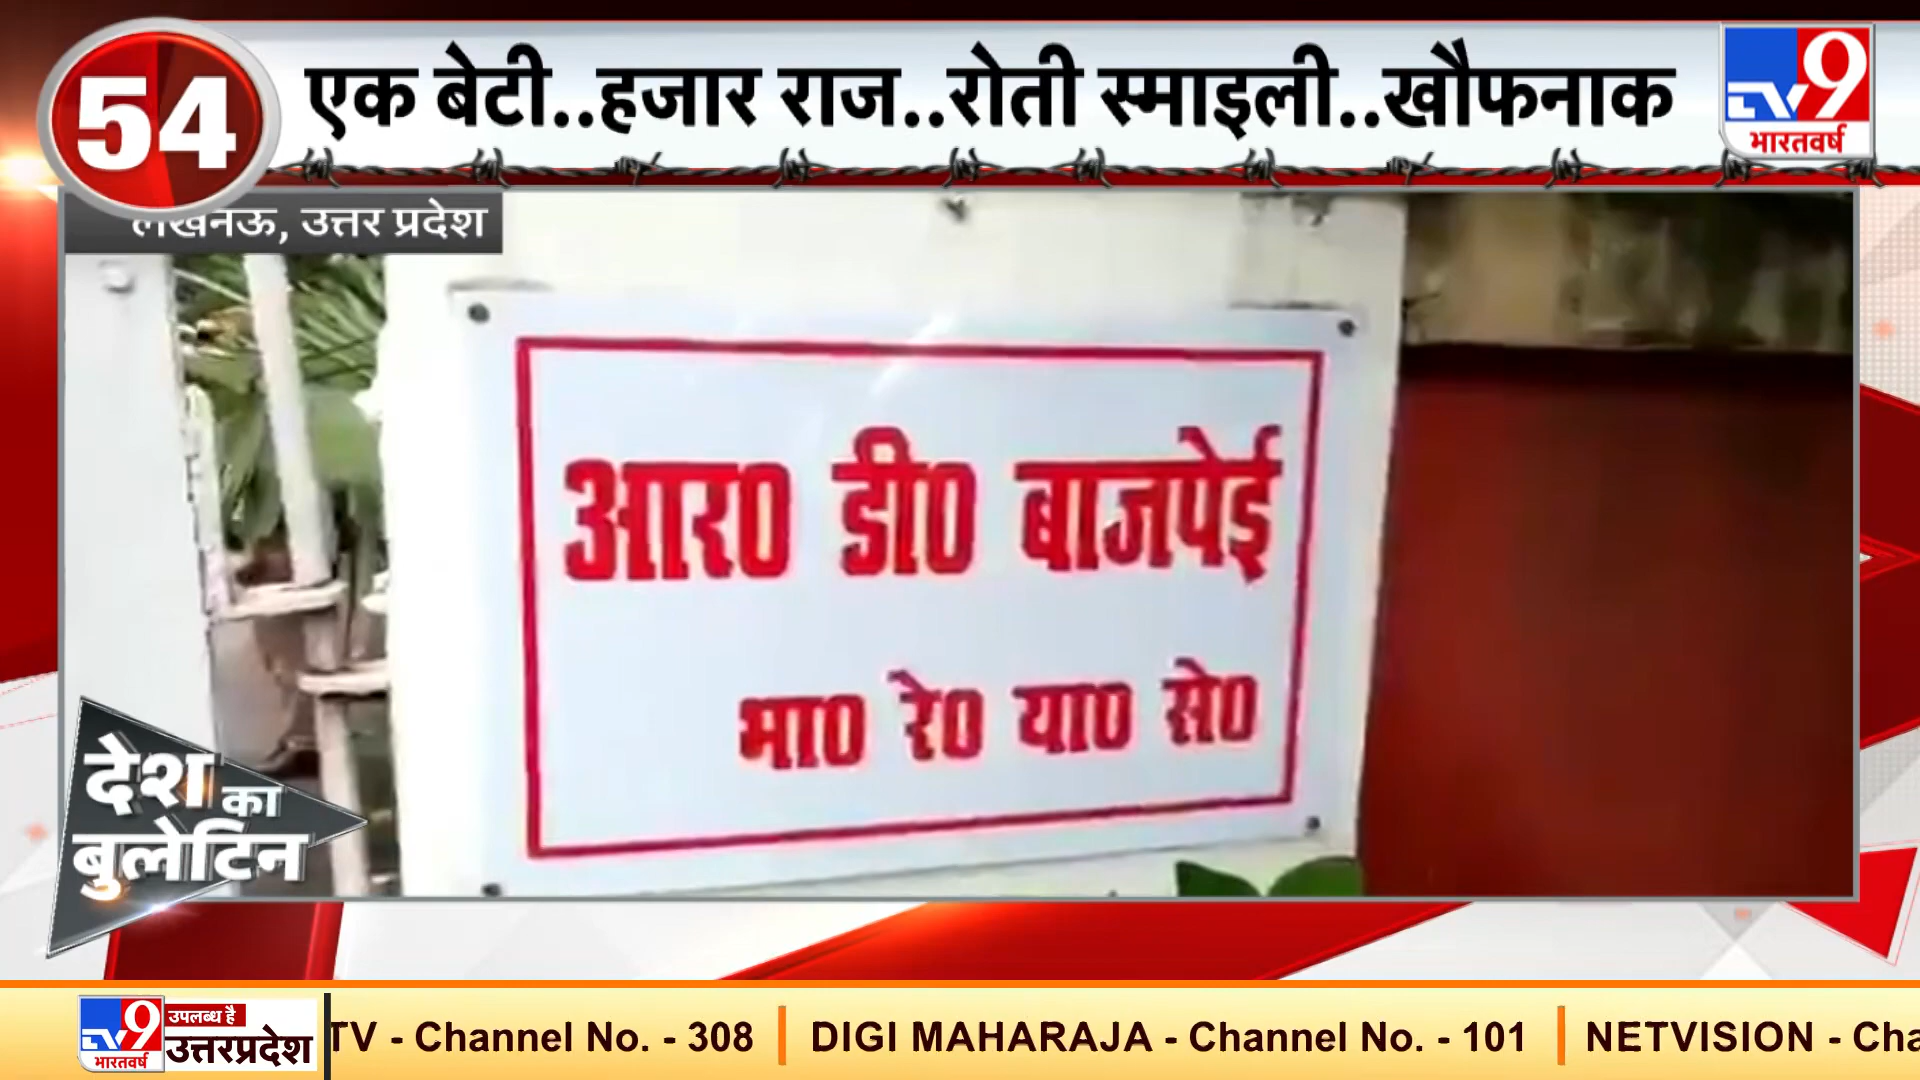 54
एक बेटी..हजार राज..रोती स्माइली..खौफनाक
TV9
भारतवर्ष
लखनऊ, उत्तर प्रदेश
आर० डी० बाजपेई
भा० रे० या० से०
देश का
बुलेटिन
TV9
भारतवर्ष
उपलब्ध है
उत्तरप्रदेश
TV - Channel No. - 308
DIGI MAHARAJA - Channel No. - 101
NETVISION - Cha